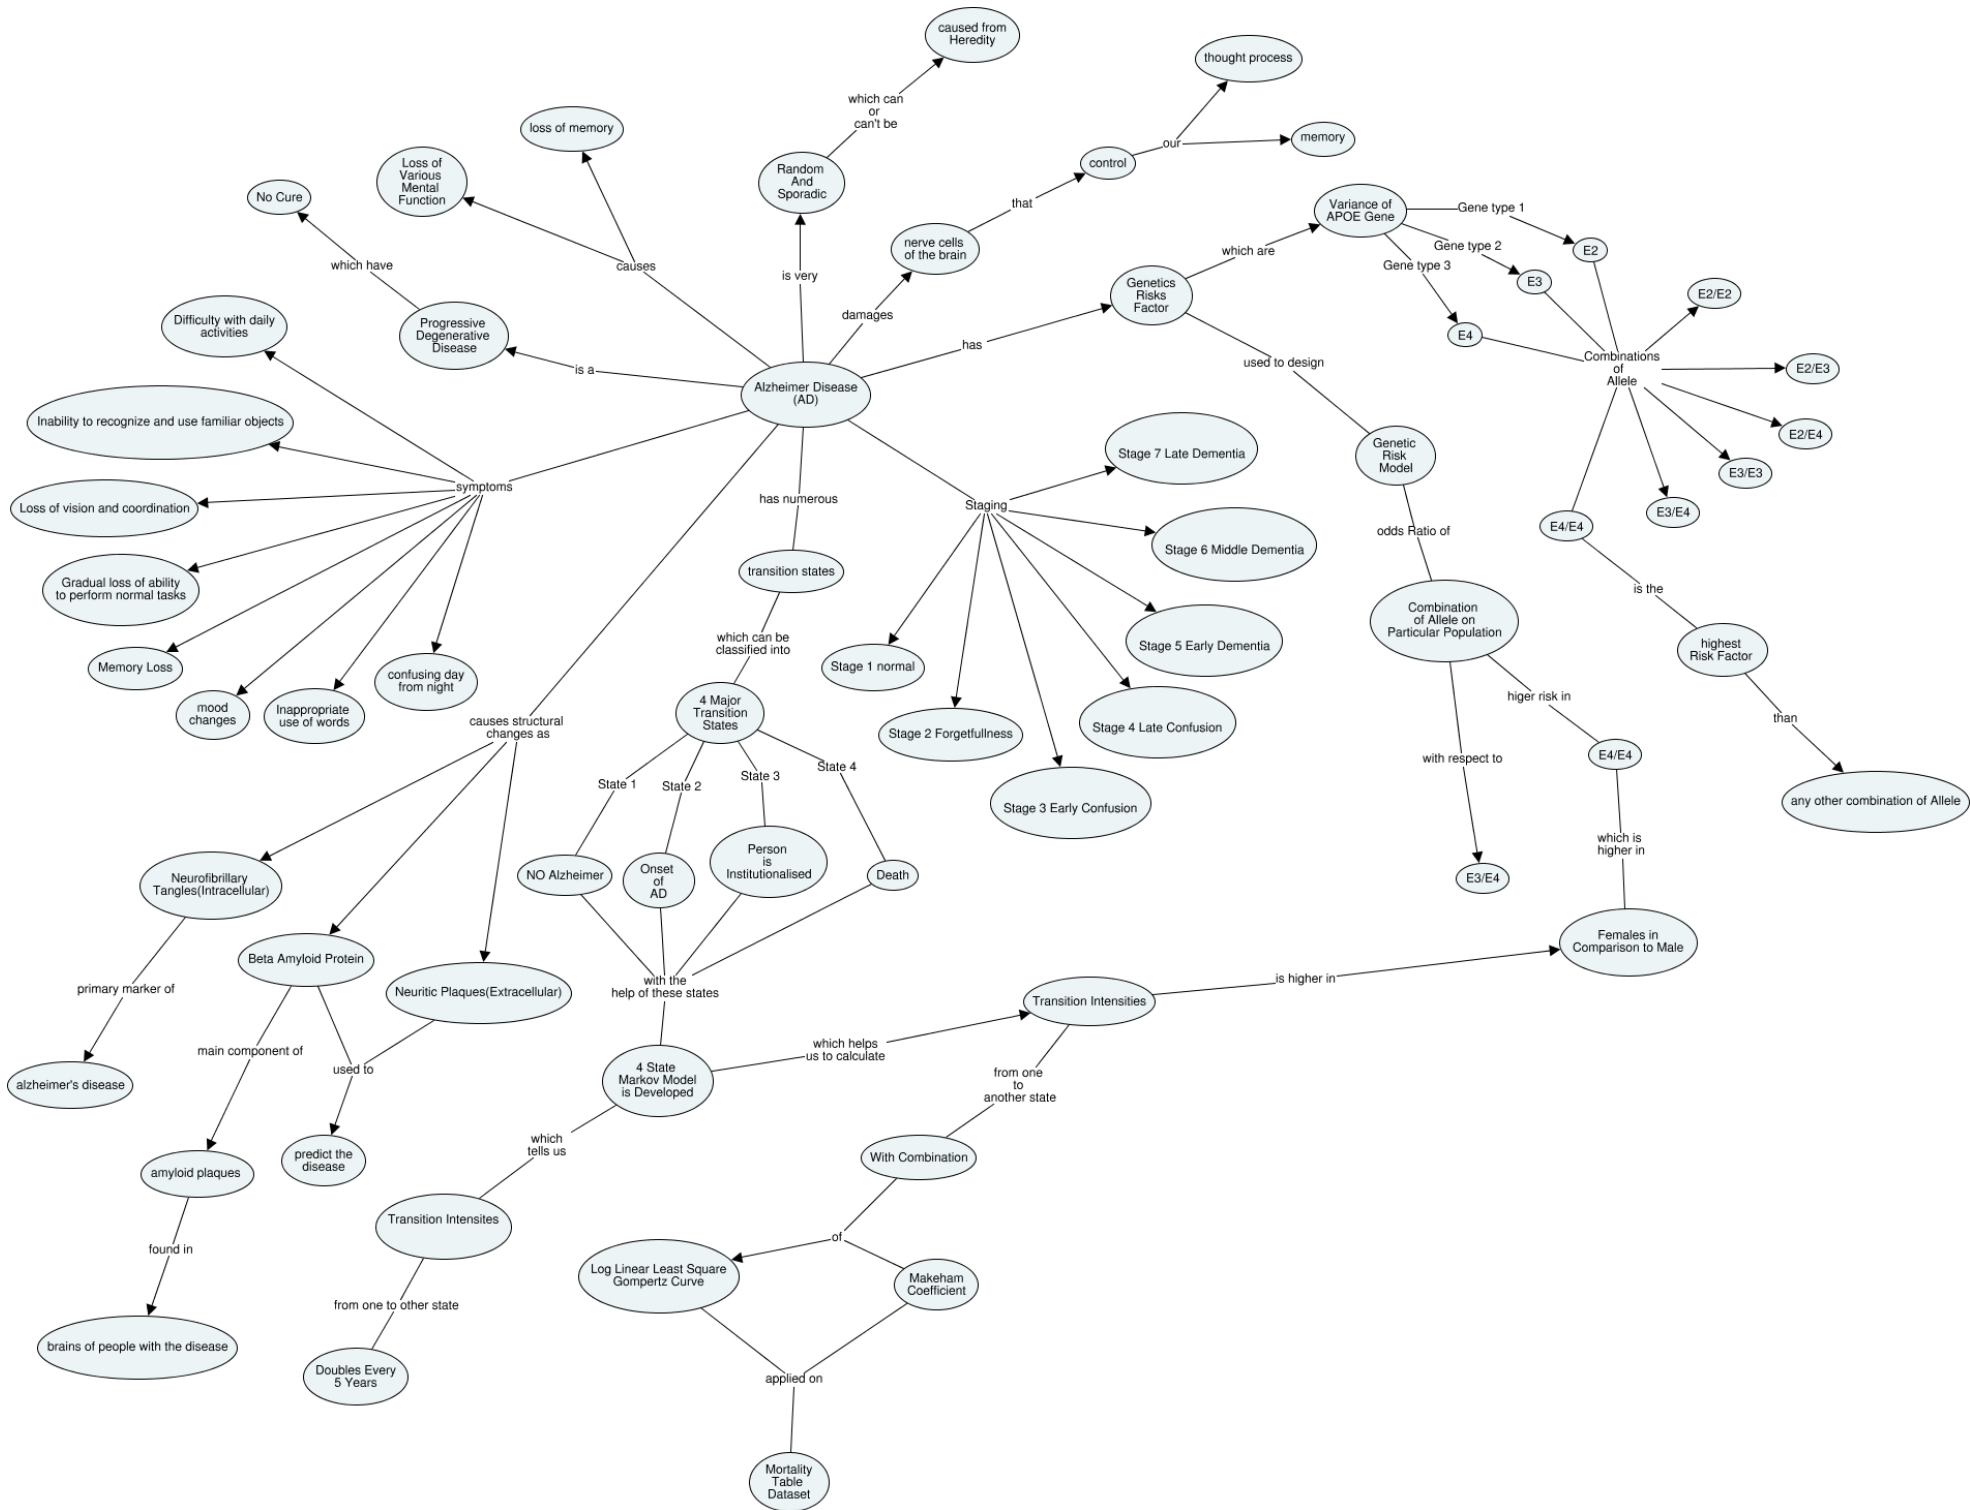 caused from
Heredity
thought process
which can
or
can't be
loss of memory
memory
our
control
Loss of
Various
Mental
Function
Random
And
Sporadic
No Cure
that
Variance of
APOE Gene
Gene type 1
Gene type 2
Gene type 3
E2
E3
E4
nerve cells
of the brain
which are
which have
causes
is very
Genetics
Risks
Factor
E2/E2
damages
Difficulty with daily
activities
Progressive
Degenerative
Disease
has
used to design
Combinations
of
Allele
E2/E3
is a
Alzheimer Disease
(AD)
Inability to recognize and use familiar objects
E2/E4
Stage 7 Late Dementia
Genetic
Risk
Model
E3/E3
symptoms
has numerous
Staging
Loss of vision and coordination
E3/E4
E4/E4
odds Ratio of
Stage 6 Middle Dementia
transition states
Gradual loss of ability
to perform normal tasks
is the
Combination
of Allele on
Particular Population
which can be
classified into
Stage 5 Early Dementia
highest
Risk Factor
Memory Loss
Stage 1 normal
confusing day
from night
mood
changes
Inappropriate
use of words
higer risk in
4 Major
Transition
States
causes structural
changes as
Stage 2 Forgetfullness
Stage 4 Late Confusion
than
with respect to
E4/E4
State 1
State 2
State 3
State 4
Stage 3 Early Confusion
any other combination of Allele
which is
higher in
Neurofibrillary
Tangles(Intracellular)
NO Alzheimer
Onset
of
AD
Person
is
Institutionalised
Death
E3/E4
Females in
Comparison to Male
Beta Amyloid Protein
Neuritic Plaques(Extracellular)
primary marker of
with the
help of these states
is higher in
Transition Intensities
main component of
used to
which helps
us to calculate
alzheimer's disease
4 State
Markov Model
is Developed
from one
to
another state
which
tells us
With Combination
predict the
disease
amyloid plaques
Transition Intensites
found in
of
Log Linear Least Square
Gompertz Curve
Makeham
Coefficient
from one to other state
brains of people with the disease
Doubles Every
5 Years
applied on
Mortality
Table
Dataset